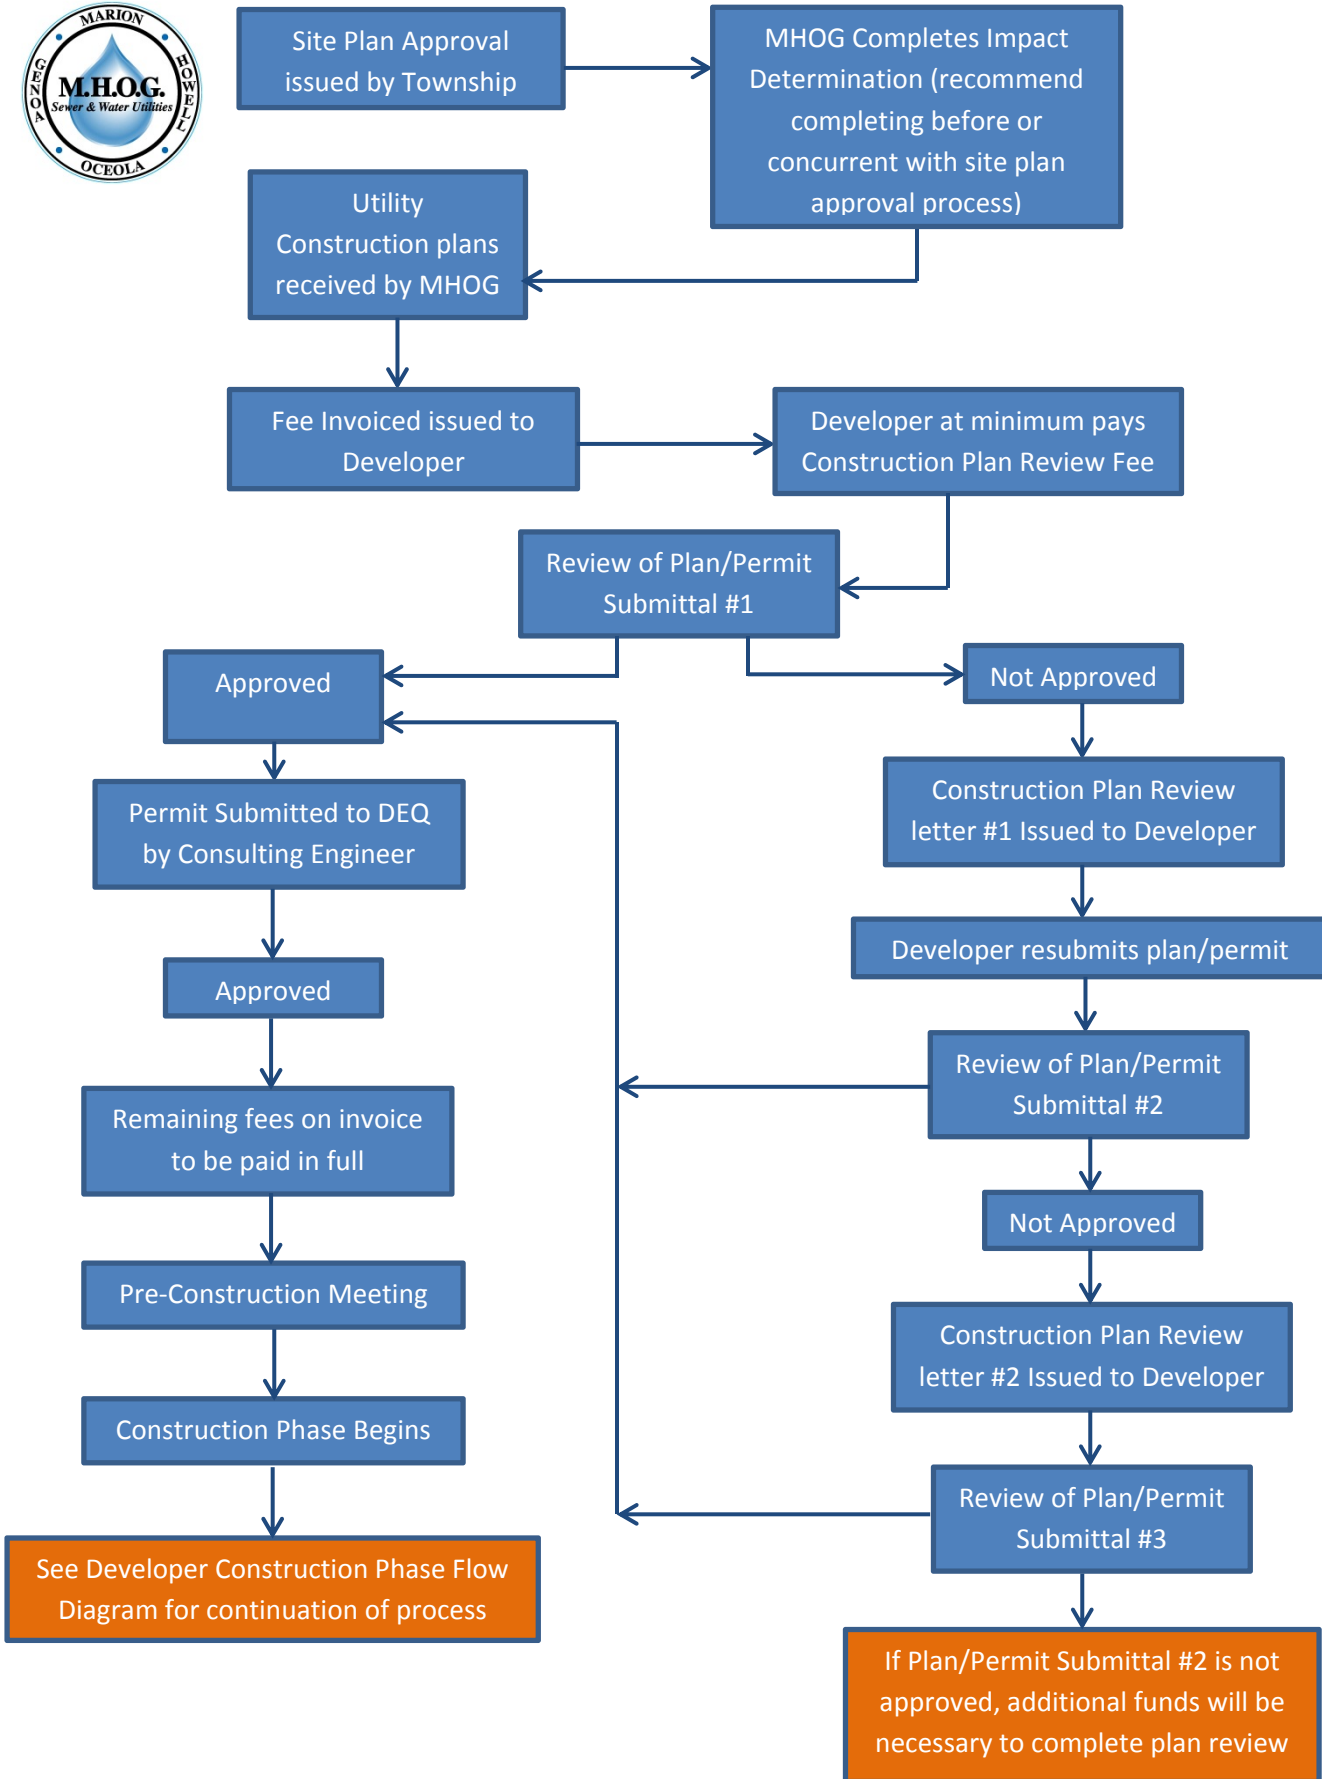 MARION
HOWELL
GENOA
OCEOLA
M.H.O.G.
Sewer & Water Utilities
Site Plan Approval
issued by Township
MHOG Completes Impact
Determination (recommend
completing before or
concurrent with site plan
approval process)
Utility
Construction plans
received by MHOG
Fee Invoiced issued to
Developer
Developer at minimum pays
Construction Plan Review Fee
Review of Plan/Permit
Submittal #1
Approved
Not Approved
Permit Submitted to DEQ
by Consulting Engineer
Construction Plan Review
letter #1 Issued to Developer
Developer resubmits plan/permit
Approved
Review of Plan/Permit
Submittal #2
Remaining fees on invoice
to be paid in full
Not Approved
Pre-Construction Meeting
Construction Plan Review
letter #2 Issued to Developer
Construction Phase Begins
Review of Plan/Permit
Submittal #3
See Developer Construction Phase Flow
Diagram for continuation of process
If Plan/Permit Submittal #2 is not
approved, additional funds will be
necessary to complete plan review